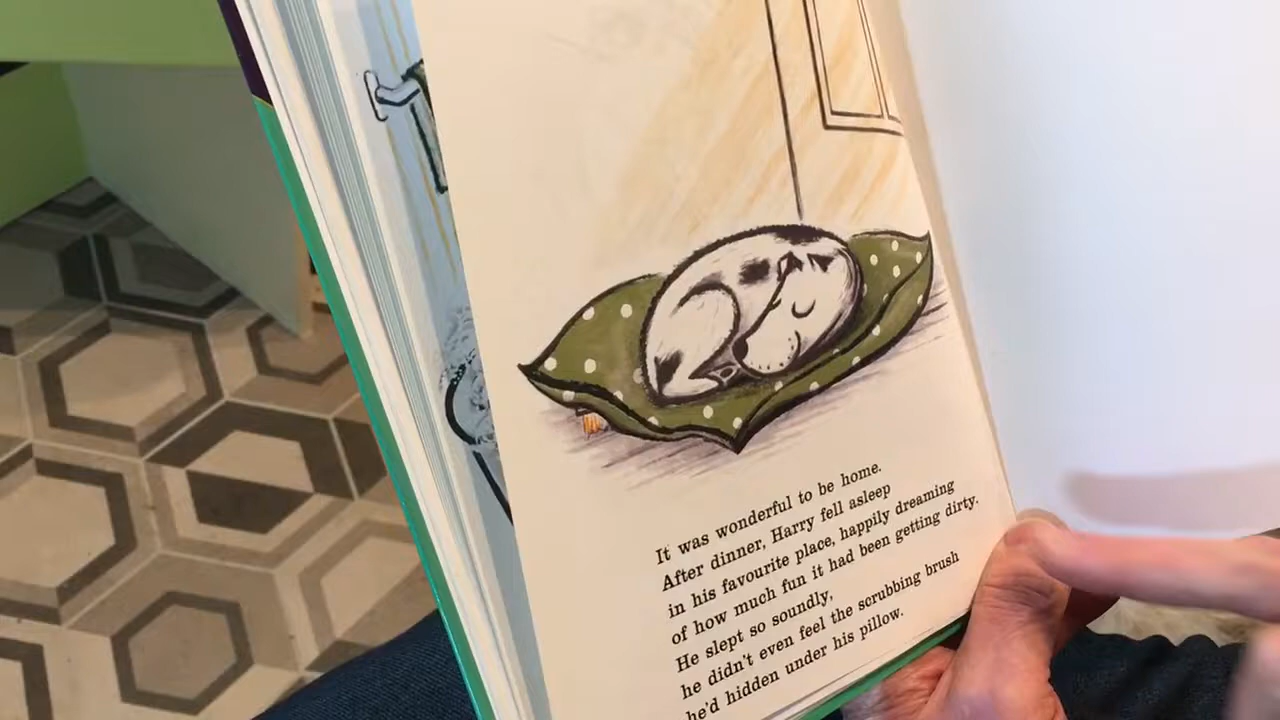 It was wonderful to be home.
After dinner, Harry fell asleep
in his favourite place, happily dreaming
of how much fun it had been getting dirty.
He slept so soundly,
he didn't even feel the scrubbing brush
he'd hidden under his pillow.